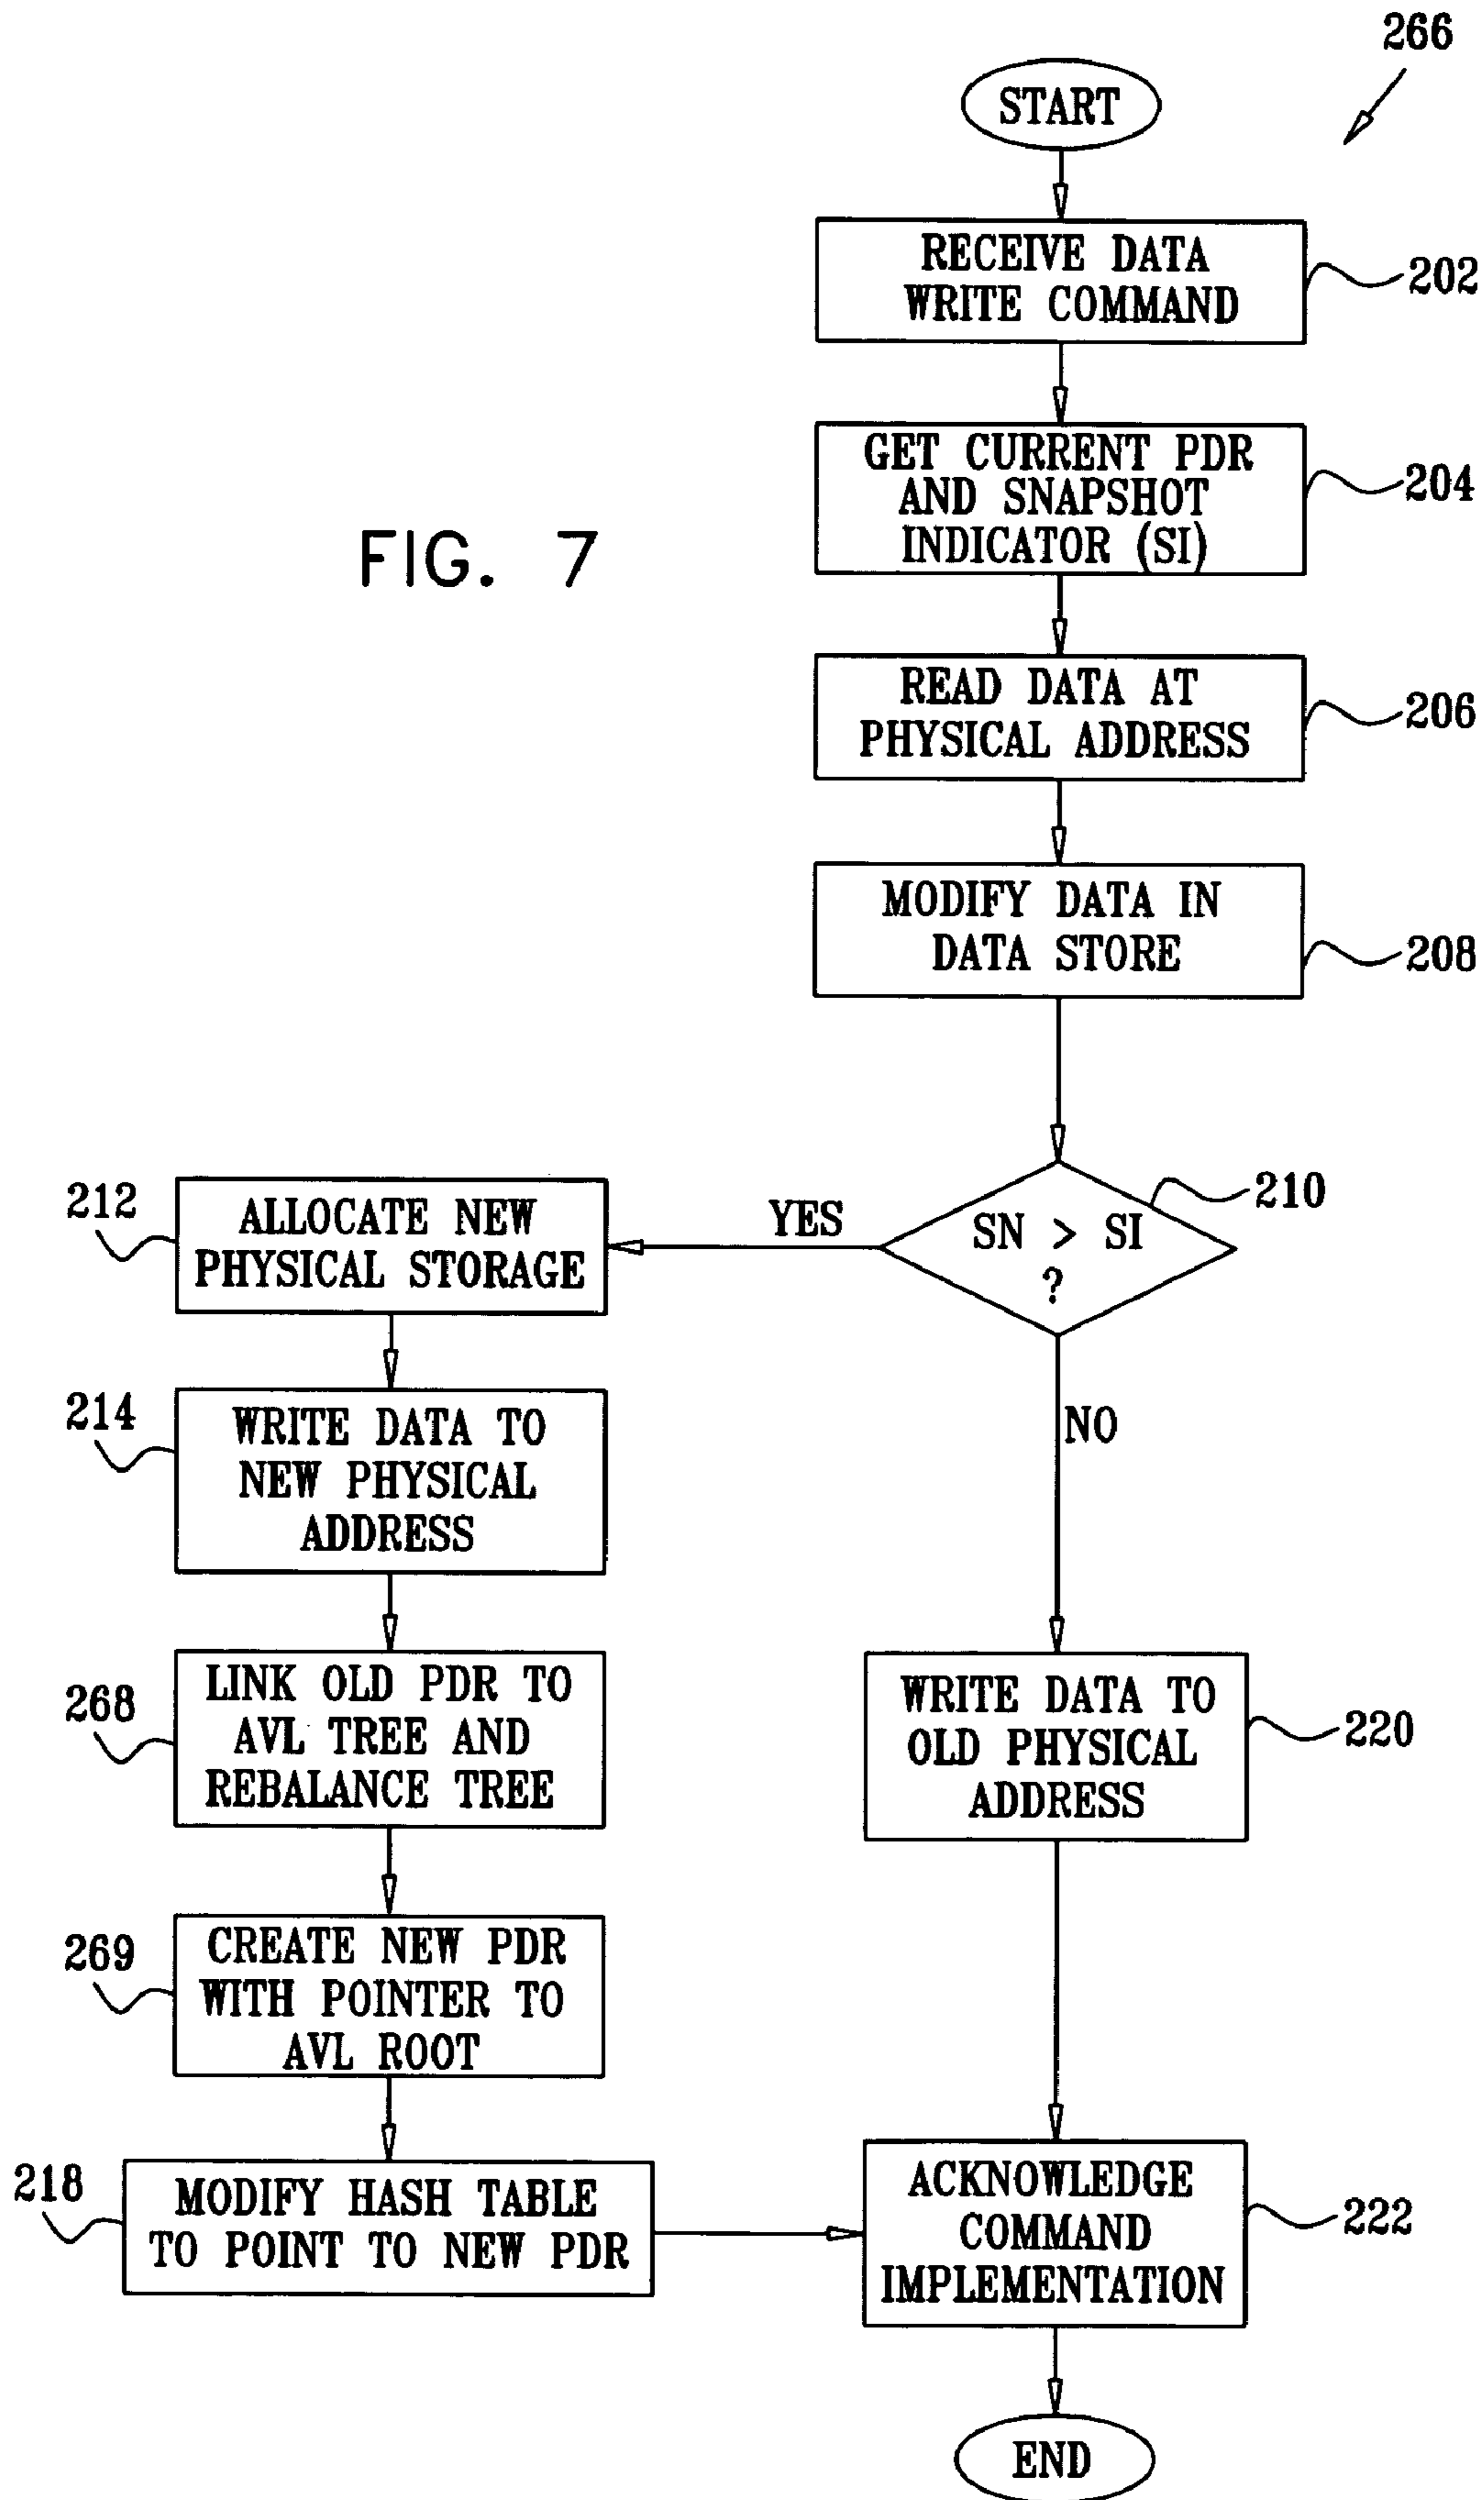 266
START
RECEIVE DATA
WRITE COMMAND
202
GET CURRENT PDR
AND SNAPSHOT
INDICATOR (SI)
204
FIG. 7
READ DATA AT
PHYSICAL ADDRESS
206
MODIFY DATA IN
DATA STORE
208
SN > SI
?
210
YES
NO
212
ALLOCATE NEW
PHYSICAL STORAGE
214
WRITE DATA TO
NEW PHYSICAL
ADDRESS
268
LINK OLD PDR TO
AVL TREE AND
REBALANCE TREE
WRITE DATA TO
OLD PHYSICAL
ADDRESS
220
269
CREATE NEW PDR
WITH POINTER TO
AVL ROOT
218
MODIFY HASH TABLE
TO POINT TO NEW PDR
ACKNOWLEDGE
COMMAND
IMPLEMENTATION
222
END